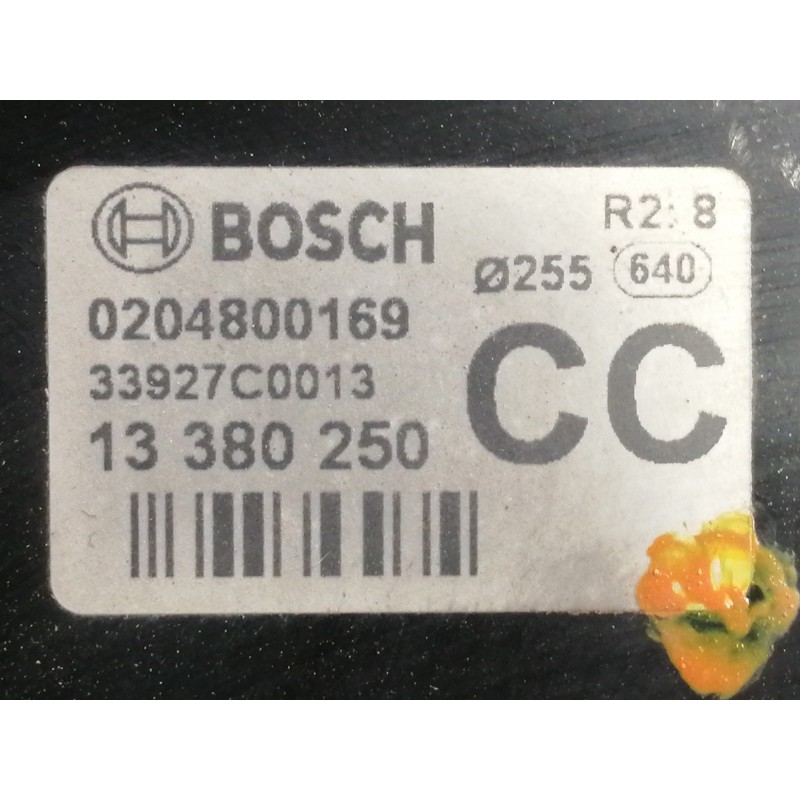 BOSCH
R2: 8
Ø255 640
0204800169
33927C0013
13 380 250
CC